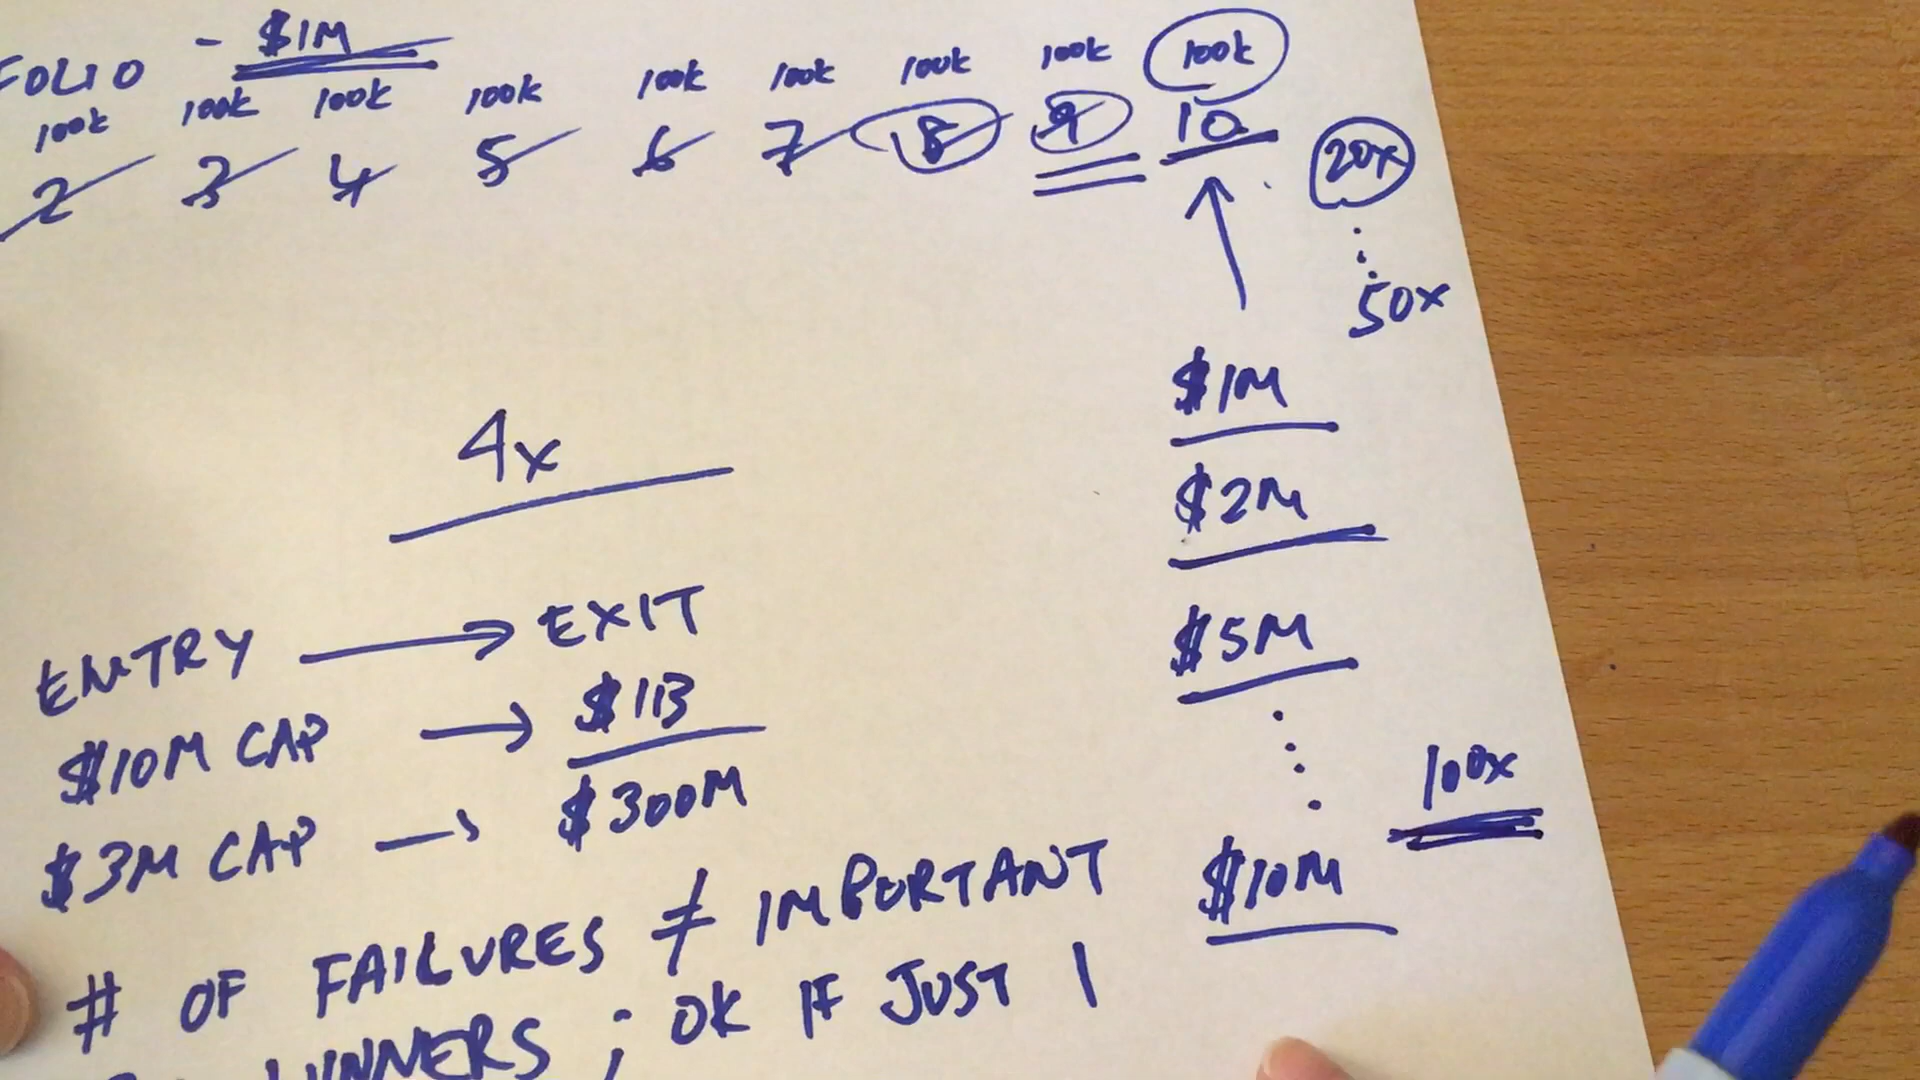 FOLIO - $1M
100k 100k 100k 100k 100k 100k 100k 100k 100k
2 3 4 5 6 7 8 9 10
20x
50x
$1M
4x
$2M
ENTRY → EXIT
$5M
$10M CAP → $1B
$3M CAP → $300M
100x
$10M
# OF FAILURES ≠ IMPORTANT
WINNERS ; OK IF JUST 1